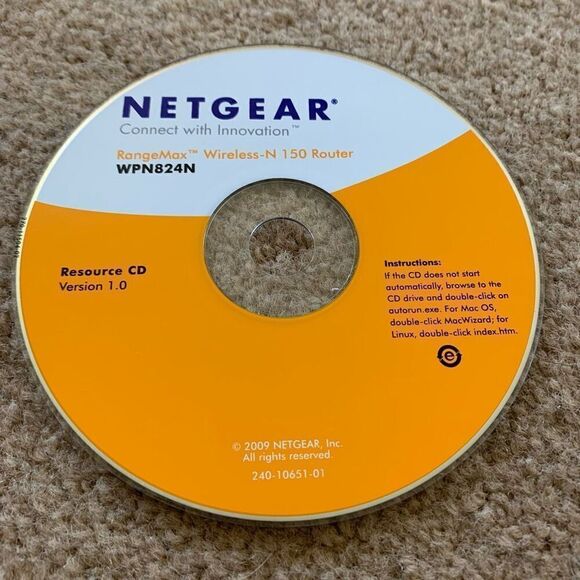 NETGEAR®
Connect with Innovation™
RangeMax™ Wireless-N 150 Router
WPN824N
Resource CD
Version 1.0
Instructions:
If the CD does not start
automatically, browse to the
CD drive and double-click on
autorun.exe. For Mac OS,
double-click MacWizard; for
Linux, double-click index.htm.
e
© 2009 NETGEAR, Inc.
All rights reserved.
240-10651-01